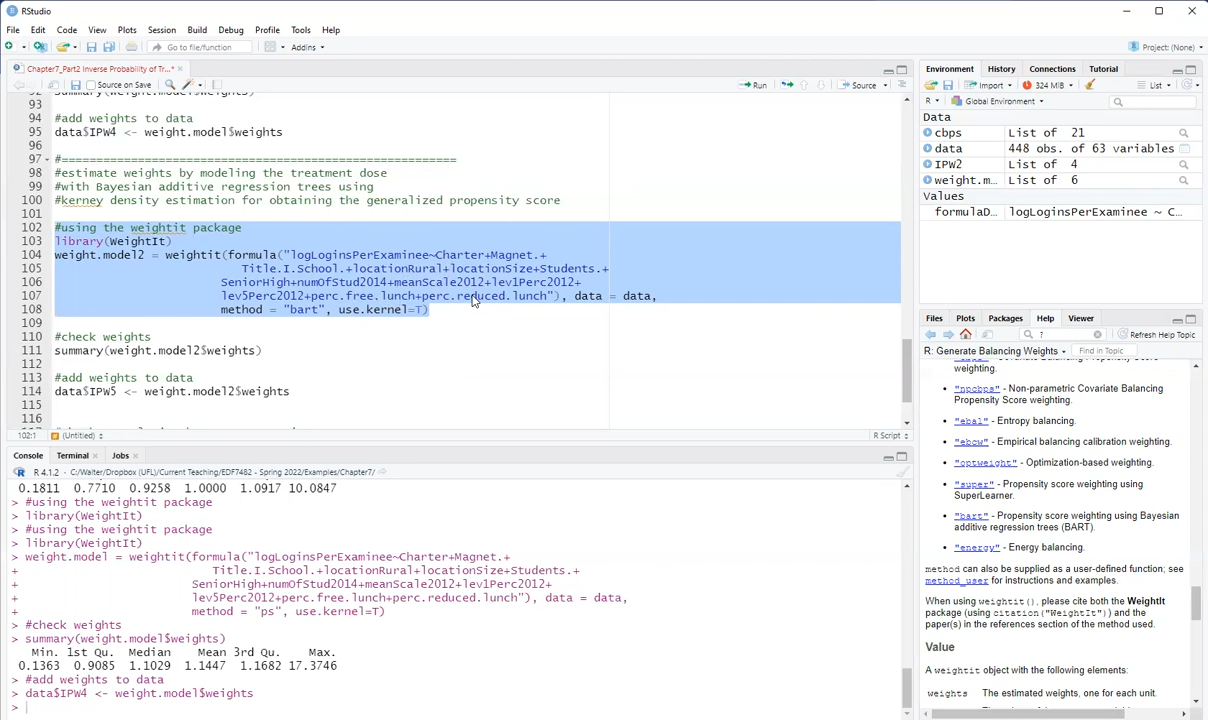 RStudio
File Edit Code View Plots Session Build Debug Profile Tools Help
Go to file/function Addins Project: (None)
Chapter7_Part2 Inverse Probability of Tr...*
Source on Save Run Source
92 summary(weight.model$weights)
93
94 #add weights to data
95 data$IPW4 <- weight.model$weights
96
97 #=========================================================
98 #estimate weights by modeling the treatment dose
99 #with Bayesian additive regression trees using
100 #kerney density estimation for obtaining the generalized propensity score
101
102 #using the weightit package
103 library(WeightIt)
104 weight.model2 = weightit(formula("logLoginsPerExaminee~Charter+Magnet.+
105 Title.I.School.+locationRural+locationSize+Students.+
106 SeniorHigh+numOfStud2014+meanScale2012+lev1Perc2012+
107 lev5Perc2012+perc.free.lunch+perc.reduced.lunch"), data = data,
108 method = "bart", use.kernel=T)
109
110 #check weights
111 summary(weight.model2$weights)
112
113 #add weights to data
114 data$IPW5 <- weight.model2$weights
115
116
102:1 (Untitled) R Script
Console Terminal Jobs
R 4.1.2 · C:/Walter/Dropbox (UFL)/Current Teaching/EDF7482 - Spring 2022/Examples/Chapter7/
0.1811 0.7710 0.9258 1.0000 1.0917 10.0847
> #using the weightit package
> library(WeightIt)
> #using the weightit package
> library(WeightIt)
> weight.model = weightit(formula("logLoginsPerExaminee~Charter+Magnet.+
+ Title.I.School.+locationRural+locationSize+Students.+
+ SeniorHigh+numOfStud2014+meanScale2012+lev1Perc2012+
+ lev5Perc2012+perc.free.lunch+perc.reduced.lunch"), data = data,
+ method = "ps", use.kernel=T)
> #check weights
> summary(weight.model$weights)
Min. 1st Qu. Median Mean 3rd Qu. Max.
0.1363 0.9085 1.1029 1.1447 1.1682 17.3746
> #add weights to data
> data$IPW4 <- weight.model$weights
>
Environment History Connections Tutorial
Import 324 MiB List
R Global Environment
Data
cbps List of 21
data 448 obs. of 63 variables
IPW2 List of 4
weight.m... List of 6
Values
formulaD... logLoginsPerExaminee ~ C...
Files Plots Packages Help Viewer
? Refresh Help Topic
R: Generate Balancing Weights Find in Topic
weighting.
"npcbps" - Non-parametric Covariate Balancing
Propensity Score weighting.
"ebal" - Entropy balancing.
"ebcw" - Empirical balancing calibration weighting.
"optweight" - Optimization-based weighting.
"super" - Propensity score weighting using
SuperLearner.
"bart" - Propensity score weighting using Bayesian
additive regression trees (BART).
"energy" - Energy balancing.
method can also be supplied as a user-defined function; see
method_user for instructions and examples.
When using weightit(), please cite both the WeightIt
package (using citation("WeightIt")) and the
paper(s) in the references section of the method used.
Value
A weightit object with the following elements:
weights The estimated weights, one for each unit.